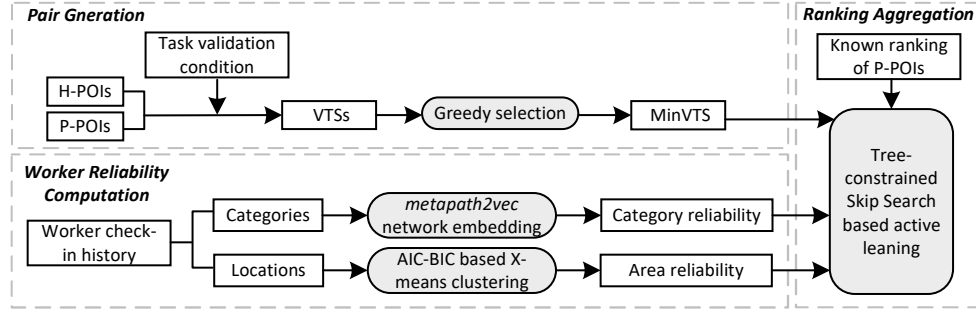 Pair Gneration
Task validation
condition
H-POIs
P-POIs
VTSs
Greedy selection
MinVTS
Worker Reliability
Computation
Worker check-
in history
Categories
metapath2vec
network embedding
Category reliability
Locations
AIC-BIC based X-
means clustering
Area reliability
Ranking Aggregation
Known ranking
of P-POIs
Tree-
constrained
Skip Search
based active
leaning